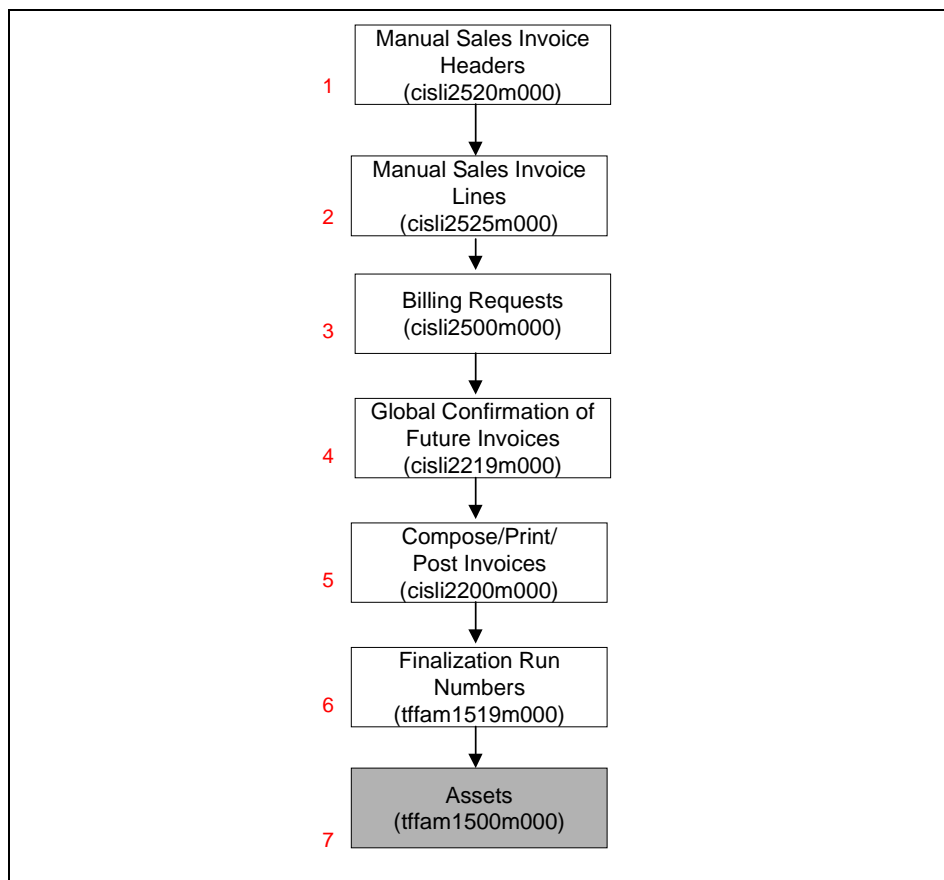 Manual Sales Invoice
Headers
(cisli2520m000)
1
Manual Sales Invoice
Lines
(cisli2525m000)
2
Billing Requests
(cisli2500m000)
3
Global Confirmation of
Future Invoices
(cisli2219m000)
4
Compose/Print/
Post Invoices
(cisli2200m000)
5
Finalization Run
Numbers
(tffam1519m000)
6
Assets
(tffam1500m000)
7